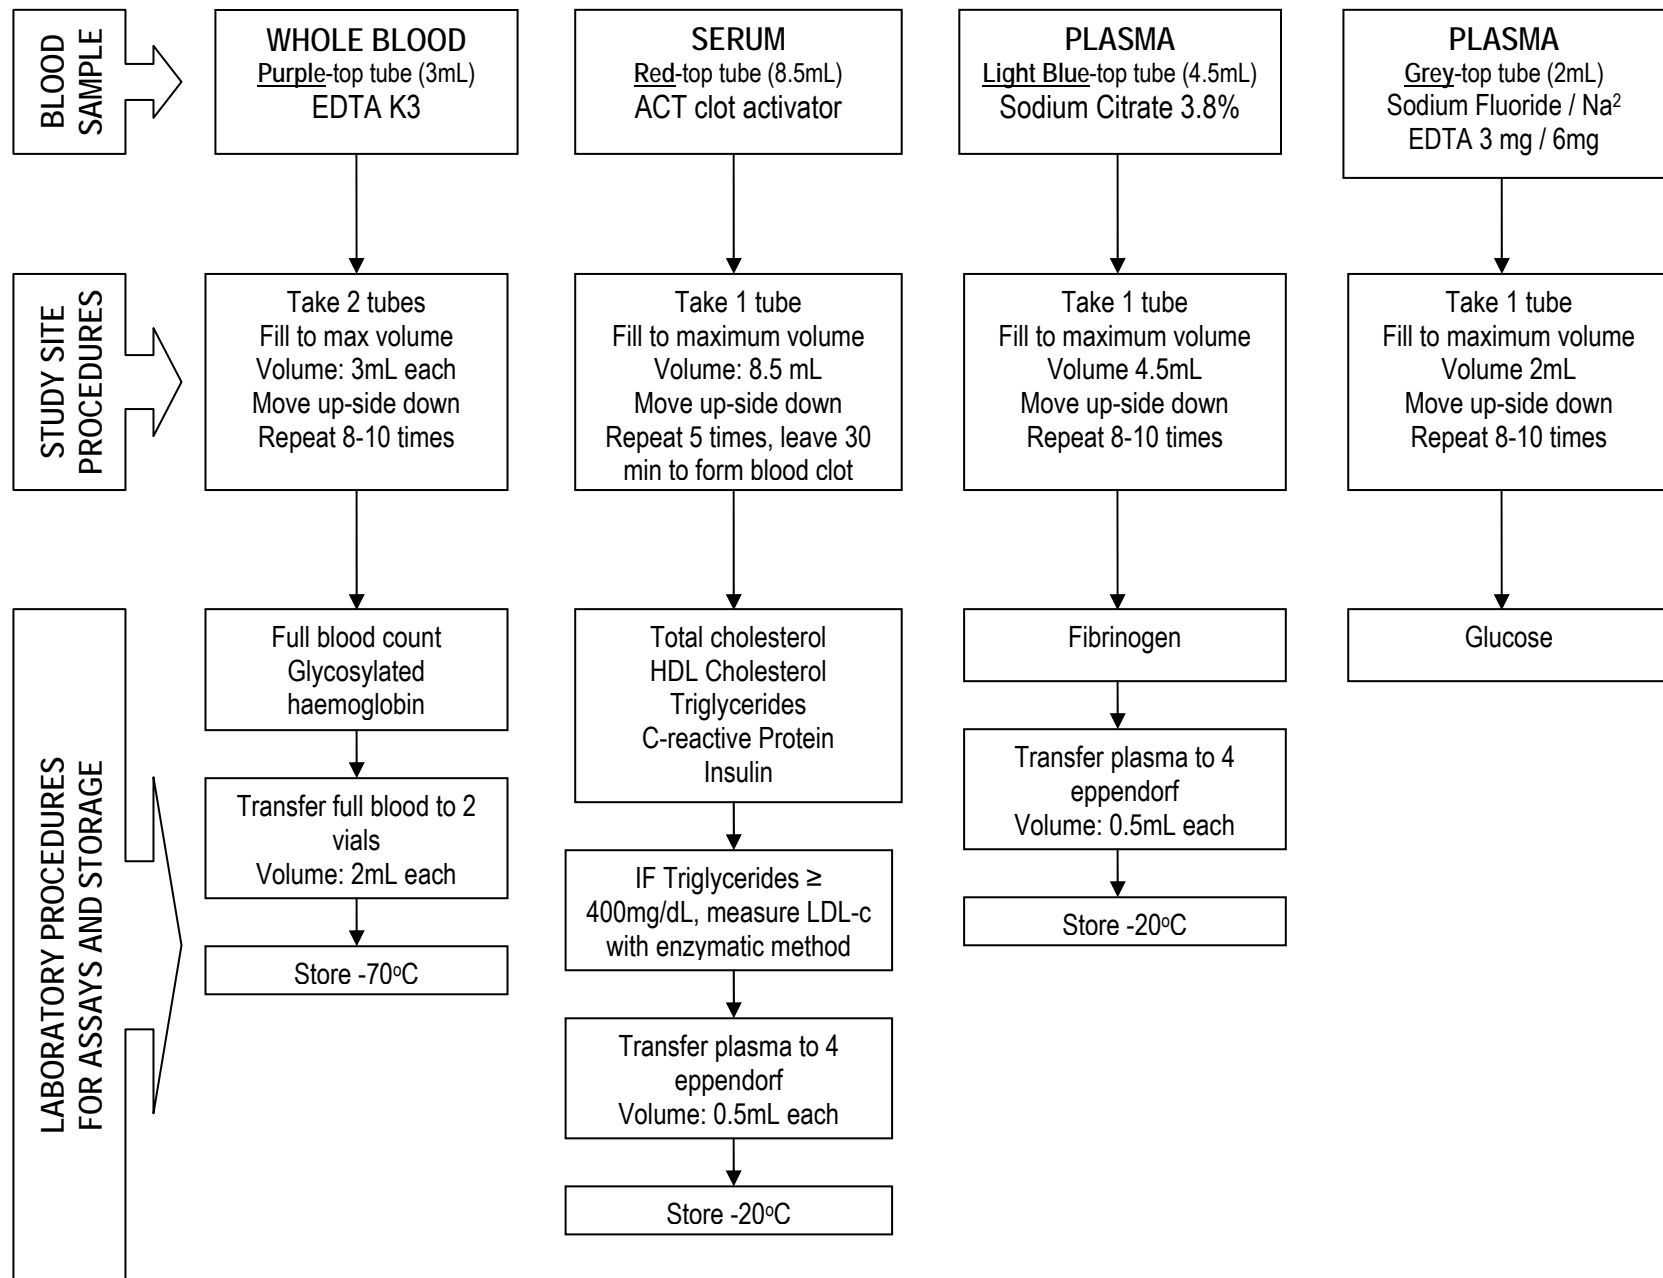 BLOOD
SAMPLE
WHOLE BLOOD
Purple-top tube (3mL)
EDTA K3
SERUM
Red-top tube (8.5mL)
ACT clot activator
PLASMA
Light Blue-top tube (4.5mL)
Sodium Citrate 3.8%
PLASMA
Grey-top tube (2mL)
Sodium Fluoride / Na²
EDTA 3 mg / 6mg
STUDY SITE
PROCEDURES
Take 2 tubes
Fill to max volume
Volume: 3mL each
Move up-side down
Repeat 8-10 times
Take 1 tube
Fill to maximum volume
Volume: 8.5 mL
Move up-side down
Repeat 5 times, leave 30
min to form blood clot
Take 1 tube
Fill to maximum volume
Volume 4.5mL
Move up-side down
Repeat 8-10 times
Take 1 tube
Fill to maximum volume
Volume 2mL
Move up-side down
Repeat 8-10 times
LABORATORY PROCEDURES
FOR ASSAYS AND STORAGE
Full blood count
Glycosylated
haemoglobin
Transfer full blood to 2
vials
Volume: 2mL each
Store -70ºC
Total cholesterol
HDL Cholesterol
Triglycerides
C-reactive Protein
Insulin
IF Triglycerides ≥
400mg/dL, measure LDL-c
with enzymatic method
Transfer plasma to 4
eppendorf
Volume: 0.5mL each
Store -20ºC
Fibrinogen
Transfer plasma to 4
eppendorf
Volume: 0.5mL each
Store -20ºC
Glucose